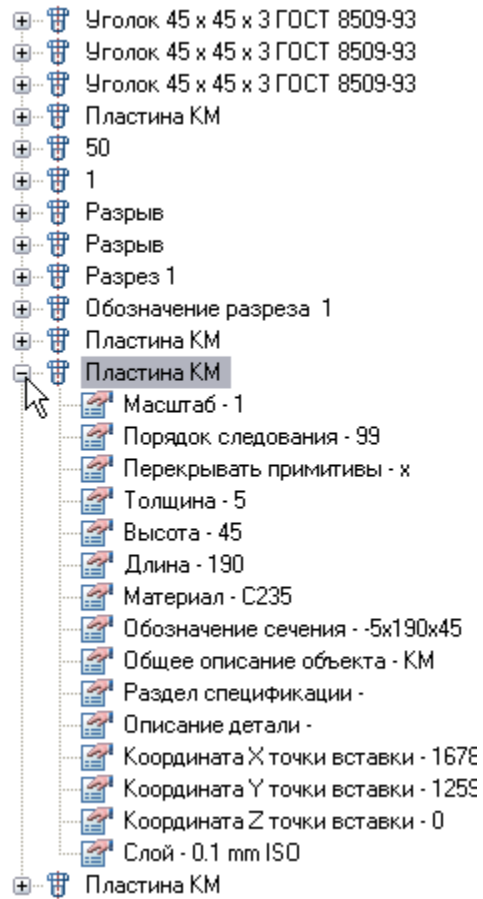 Уголок 45 x 45 x 3 ГОСТ 8509-93
Уголок 45 x 45 x 3 ГОСТ 8509-93
Уголок 45 x 45 x 3 ГОСТ 8509-93
Пластина КМ
50
1
Разрыв
Разрыв
Разрез 1
Обозначение разреза 1
Пластина КМ
Пластина КМ
Масштаб - 1
Порядок следования - 99
Перекрывать примитивы - x
Толщина - 5
Высота - 45
Длина - 190
Материал - С235
Обозначение сечения - -5x190x45
Общее описание объекта - КМ
Раздел спецификации -
Описание детали -
Координата X точки вставки - 1678
Координата Y точки вставки - 1259
Координата Z точки вставки - 0
Слой - 0.1 mm ISO
Пластина КМ